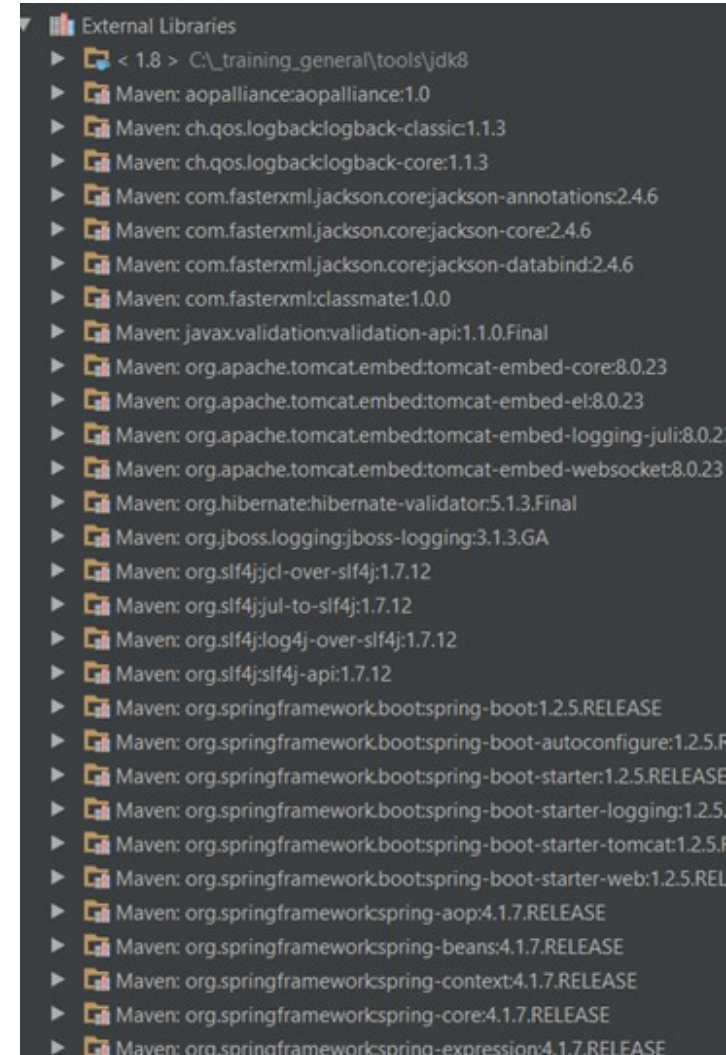 External Libraries
< 1.8 > C:\_training_general\tools\jdk8
Maven: aopalliance:aopalliance:1.0
Maven: ch.qos.logback:logback-classic:1.1.3
Maven: ch.qos.logback:logback-core:1.1.3
Maven: com.fasterxml.jackson.core:jackson-annotations:2.4.6
Maven: com.fasterxml.jackson.core:jackson-core:2.4.6
Maven: com.fasterxml.jackson.core:jackson-databind:2.4.6
Maven: com.fasterxml:classmate:1.0.0
Maven: javax.validation:validation-api:1.1.0.Final
Maven: org.apache.tomcat.embed:tomcat-embed-core:8.0.23
Maven: org.apache.tomcat.embed:tomcat-embed-el:8.0.23
Maven: org.apache.tomcat.embed:tomcat-embed-logging-juli:8.0.23
Maven: org.apache.tomcat.embed:tomcat-embed-websocket:8.0.23
Maven: org.hibernate:hibernate-validator:5.1.3.Final
Maven: org.jboss.logging:jboss-logging:3.1.3.GA
Maven: org.slf4j:jcl-over-slf4j:1.7.12
Maven: org.slf4j:jul-to-slf4j:1.7.12
Maven: org.slf4j:log4j-over-slf4j:1.7.12
Maven: org.slf4j:slf4j-api:1.7.12
Maven: org.springframework.boot:spring-boot:1.2.5.RELEASE
Maven: org.springframework.boot:spring-boot-autoconfigure:1.2.5.R
Maven: org.springframework.boot:spring-boot-starter:1.2.5.RELEASE
Maven: org.springframework.boot:spring-boot-starter-logging:1.2.5.
Maven: org.springframework.boot:spring-boot-starter-tomcat:1.2.5.R
Maven: org.springframework.boot:spring-boot-starter-web:1.2.5.REL
Maven: org.springframework:spring-aop:4.1.7.RELEASE
Maven: org.springframework:spring-beans:4.1.7.RELEASE
Maven: org.springframework:spring-context:4.1.7.RELEASE
Maven: org.springframework:spring-core:4.1.7.RELEASE
Maven: org.springframework:spring-expression:4.1.7.RELEASE